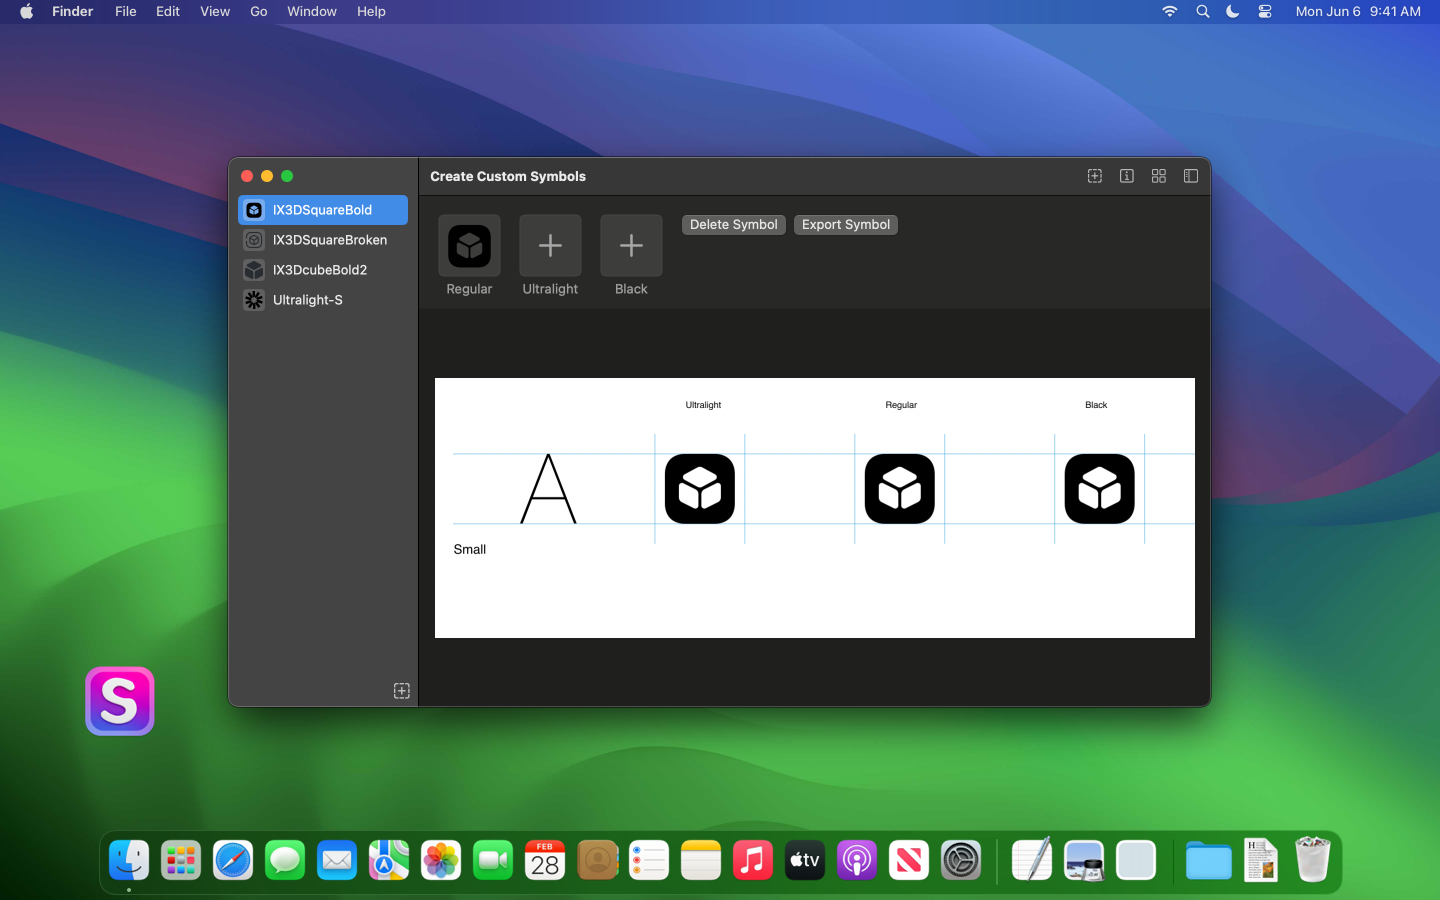 Finder File Edit View Go Window Help Mon Jun 6 9:41 AM
Create Custom Symbols
IX3DSquareBold
IX3DSquareBroken
IX3DcubeBold2
Ultralight-S
Delete Symbol Export Symbol
Regular Ultralight Black
Ultralight Regular Black
A
Small
S
FEB
28
tv